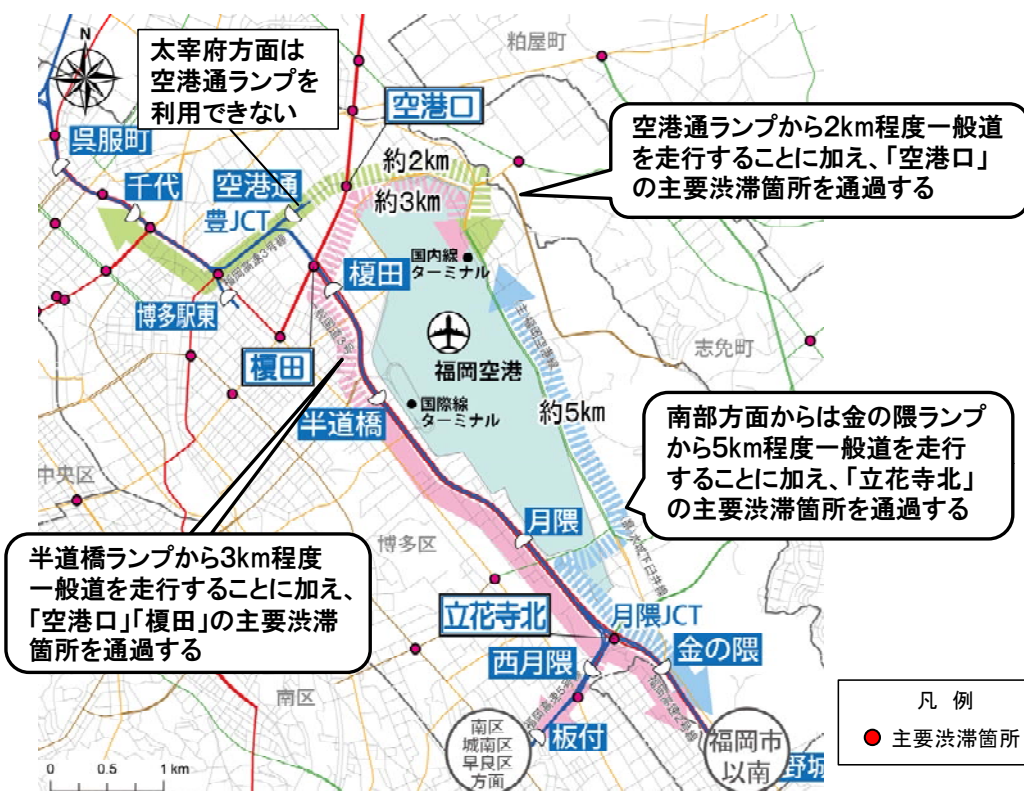 N
太宰府方面は
空港通ランプを
利用できない
粕屋町
空港口
呉服町
約2km
空港ランプから2km程度一般道
を走行することに加え、「空港口」
の主要渋滞箇所を通過する
千代
空港通
約3km
豊JCT
福岡高速3号線
国内線
ターミナル
榎田
博多駅東
志免町
榎田
福岡空港
国際線
ターミナル
約5km
半道橋
南部方面からは金の隈ランプ
から5km程度一般道を走行
することに加え、「立花寺北」
の主要渋滞箇所を通過する
中央区
月隈
博多区
半道橋ランプから3km程度
一般道を走行することに加え、
「空港口」「榎田」の主要渋滞
箇所を通過する
立花寺北
月隈JCT
西月隈
金の隈
南区
凡 例
主要渋滞箇所
南区
城南区
早良区
方面
板付
福岡市
以南
野城
0 0.5 1 km